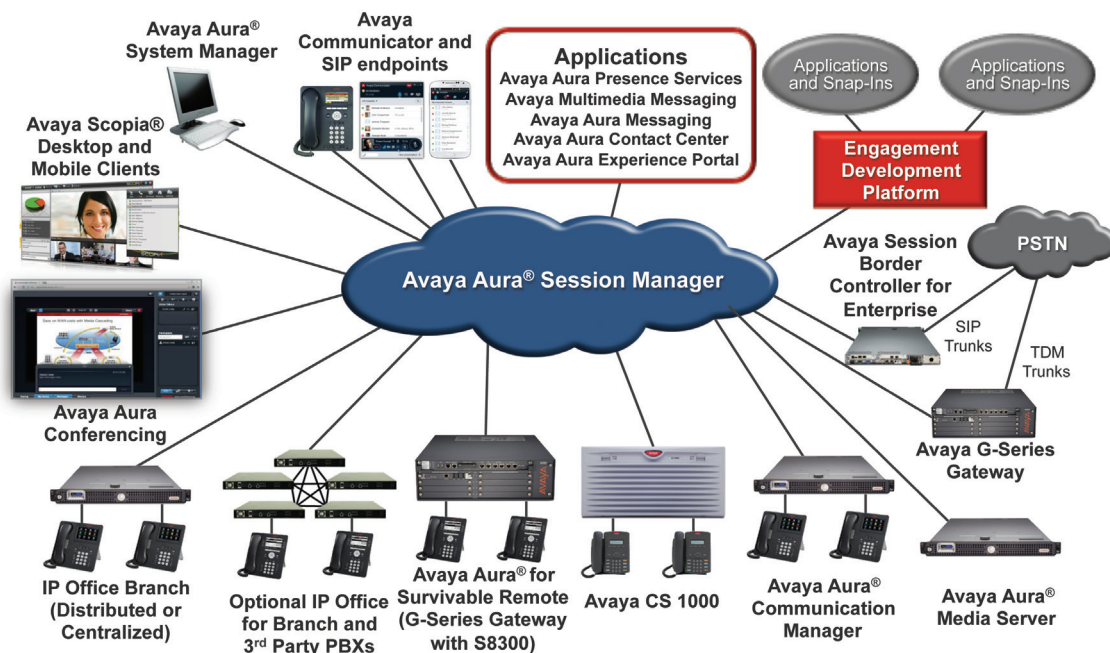 Avaya Aura®
System Manager
Avaya
Communicator and
SIP endpoints
Applications
Avaya Aura Presence Services
Avaya Multimedia Messaging
Avaya Aura Messaging
Avaya Aura Contact Center
Avaya Aura Experience Portal
Applications
and Snap-Ins
Applications
and Snap-Ins
Engagement
Development
Platform
Avaya Scopia®
Desktop and
Mobile Clients
Avaya Aura® Session Manager
Avaya Session
Border
Controller for
Enterprise
PSTN
SIP
Trunks
TDM
Trunks
Avaya Aura
Conferencing
Avaya G-Series
Gateway
AVAYA
AVAYA
IP Office Branch
(Distributed or
Centralized)
Optional IP Office
for Branch and
3rd Party PBXs
Avaya Aura® for
Survivable Remote
(G-Series Gateway
with S8300)
Avaya CS 1000
Avaya Aura®
Communication
Manager
Avaya Aura®
Media Server